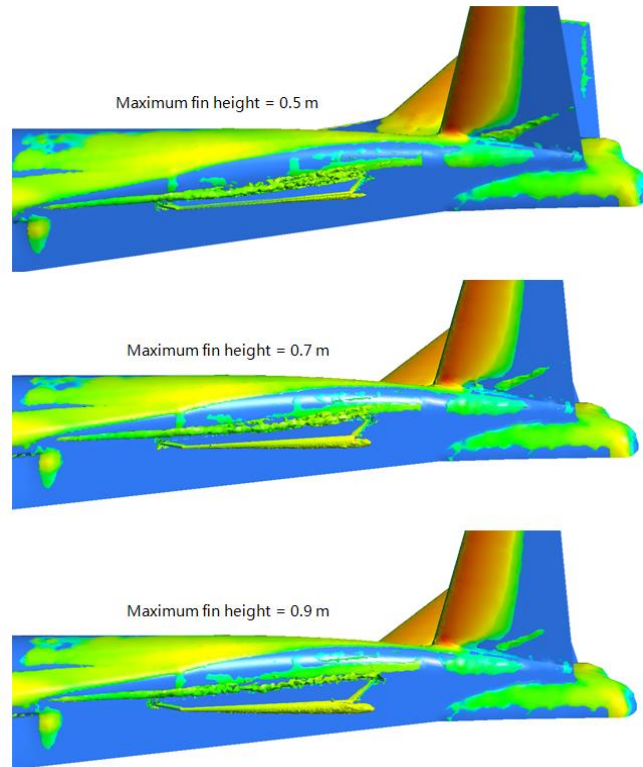 Maximum fin height = 0.5 m
Maximum fin height = 0.7 m
Maximum fin height = 0.9 m